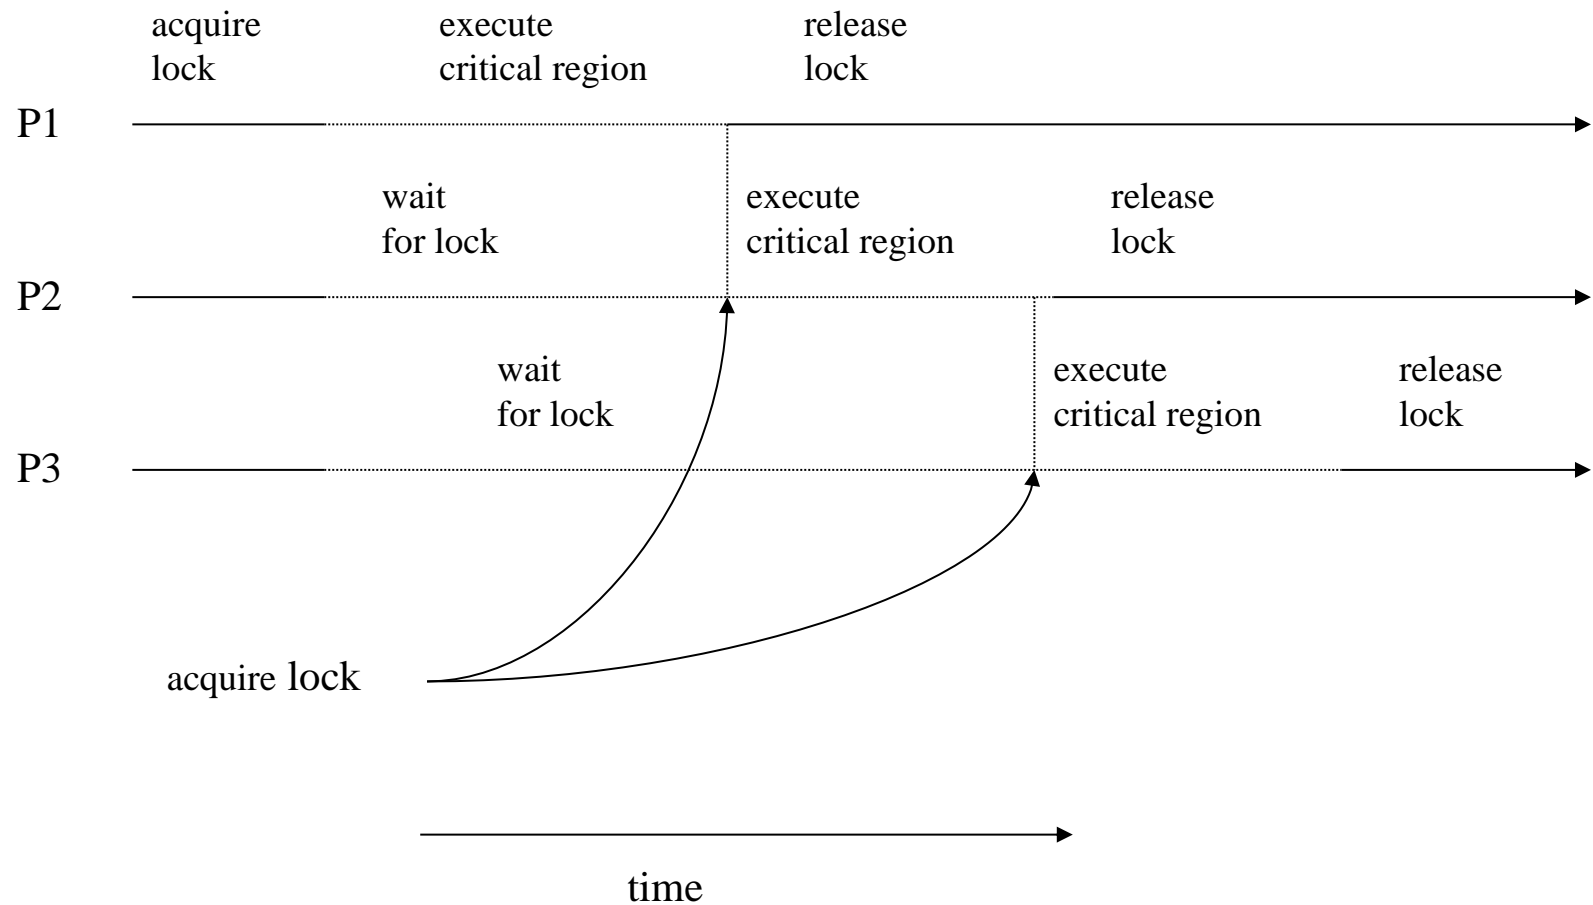 acquire
lock
execute
critical region
release
lock
P1
wait
for lock
execute
critical region
release
lock
P2
wait
for lock
execute
critical region
release
lock
P3
acquire lock
time